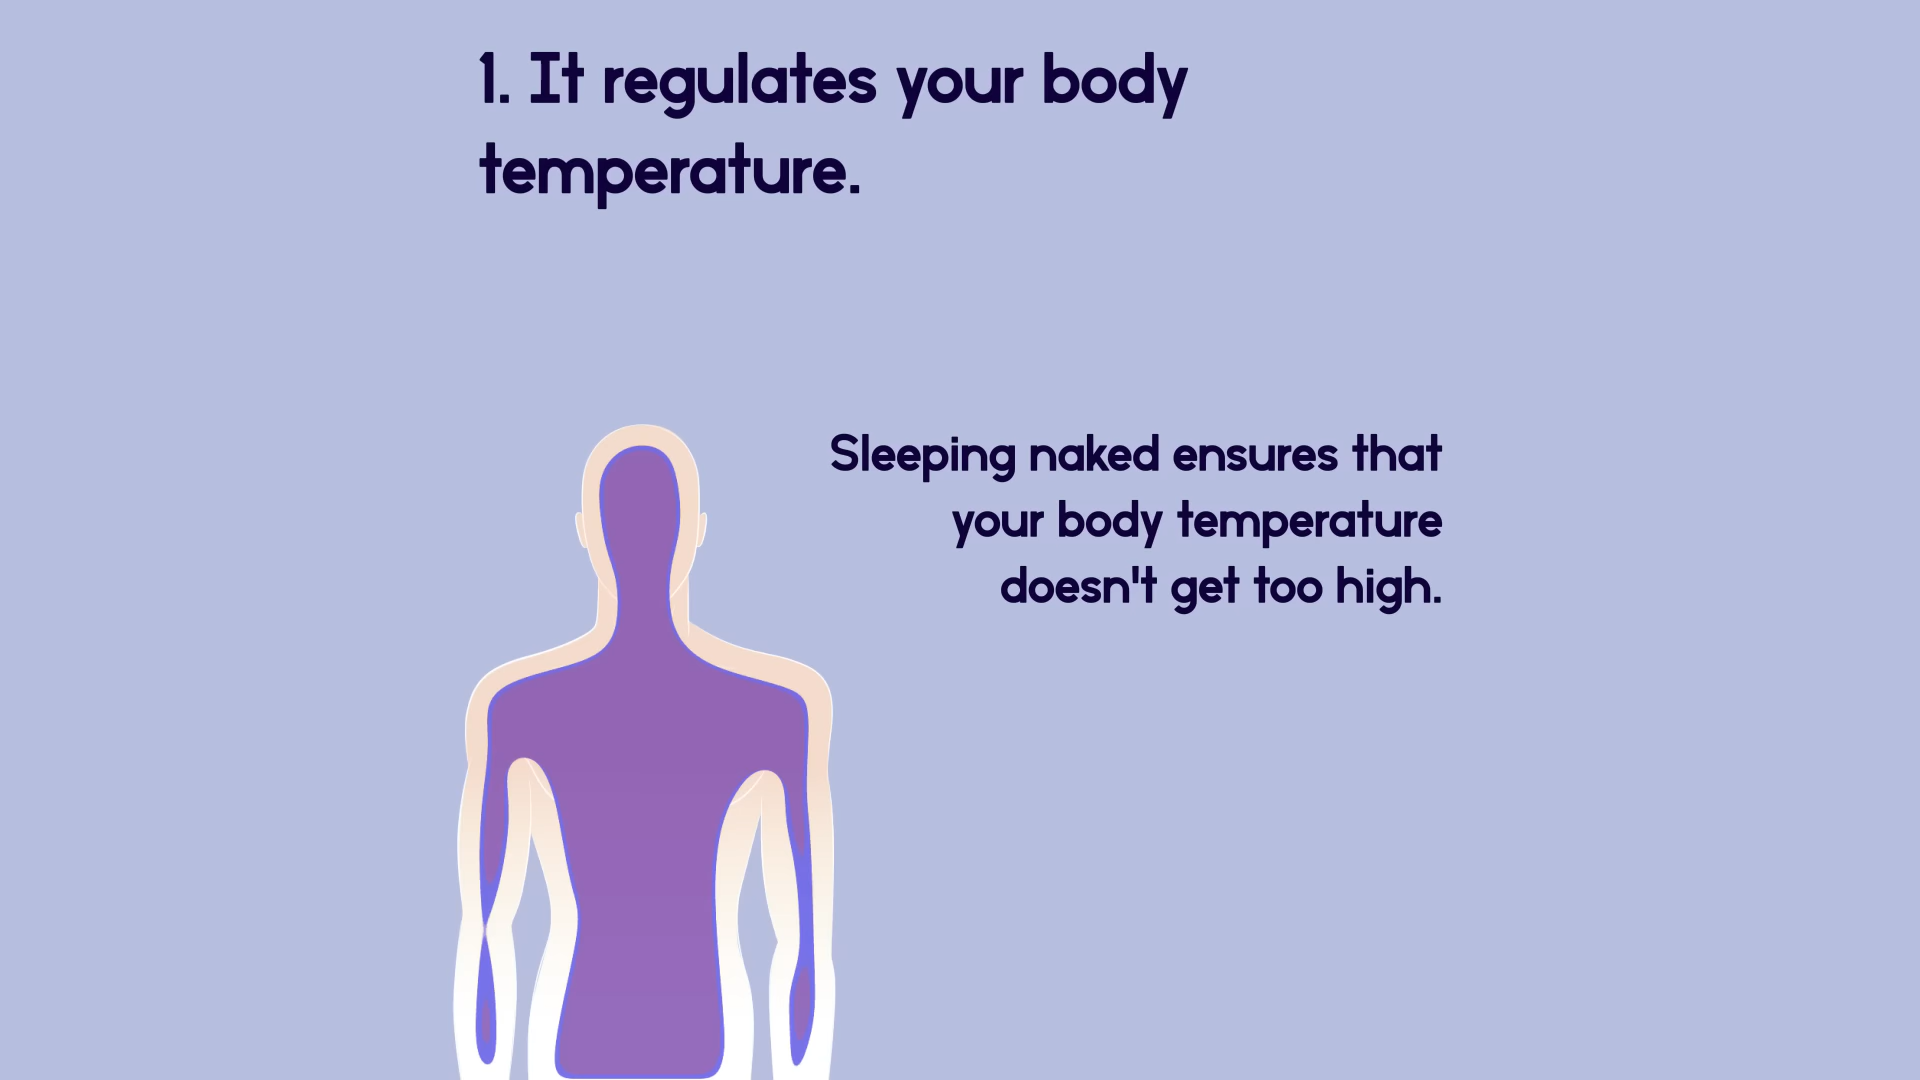 1. It regulates your body
temperature.
Sleeping naked ensures that
your body temperature
doesn't get too high.